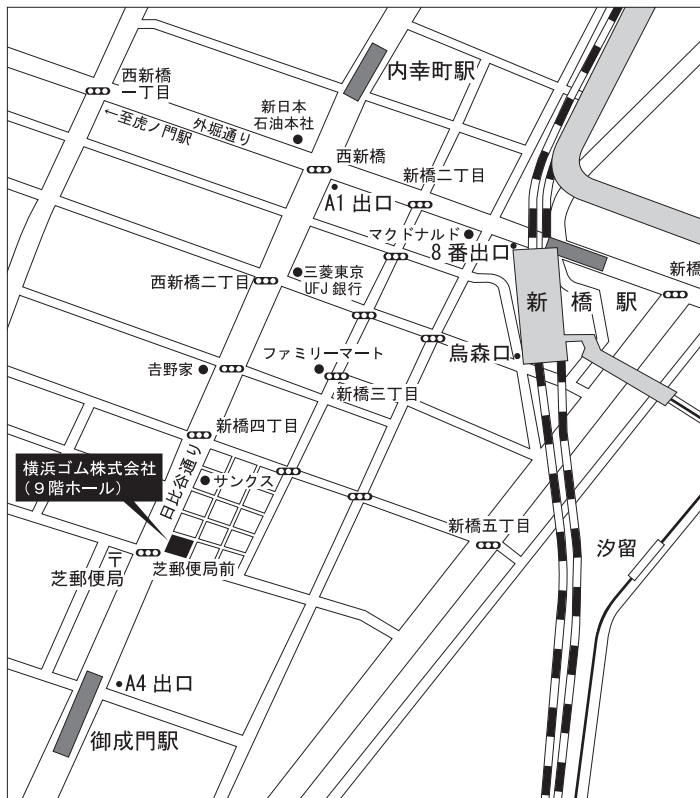 内幸町駅
西新橋
一丁目
新日本
石油本社
外堀通り
←至虎ノ門駅
西新橋
新橋二丁目
A1 出口
マクドナルド
8番出口
三菱東京
UFJ 銀行
西新橋二丁目
新橋
新橋駅
烏森口
ファミリーマート
吉野家
新橋三丁目
新橋四丁目
横浜ゴム株式会社
(9階ホール)
日比谷通り
サンクス
新橋五丁目
汐留
〒
芝郵便局
芝郵便局前
A4 出口
御成門駅